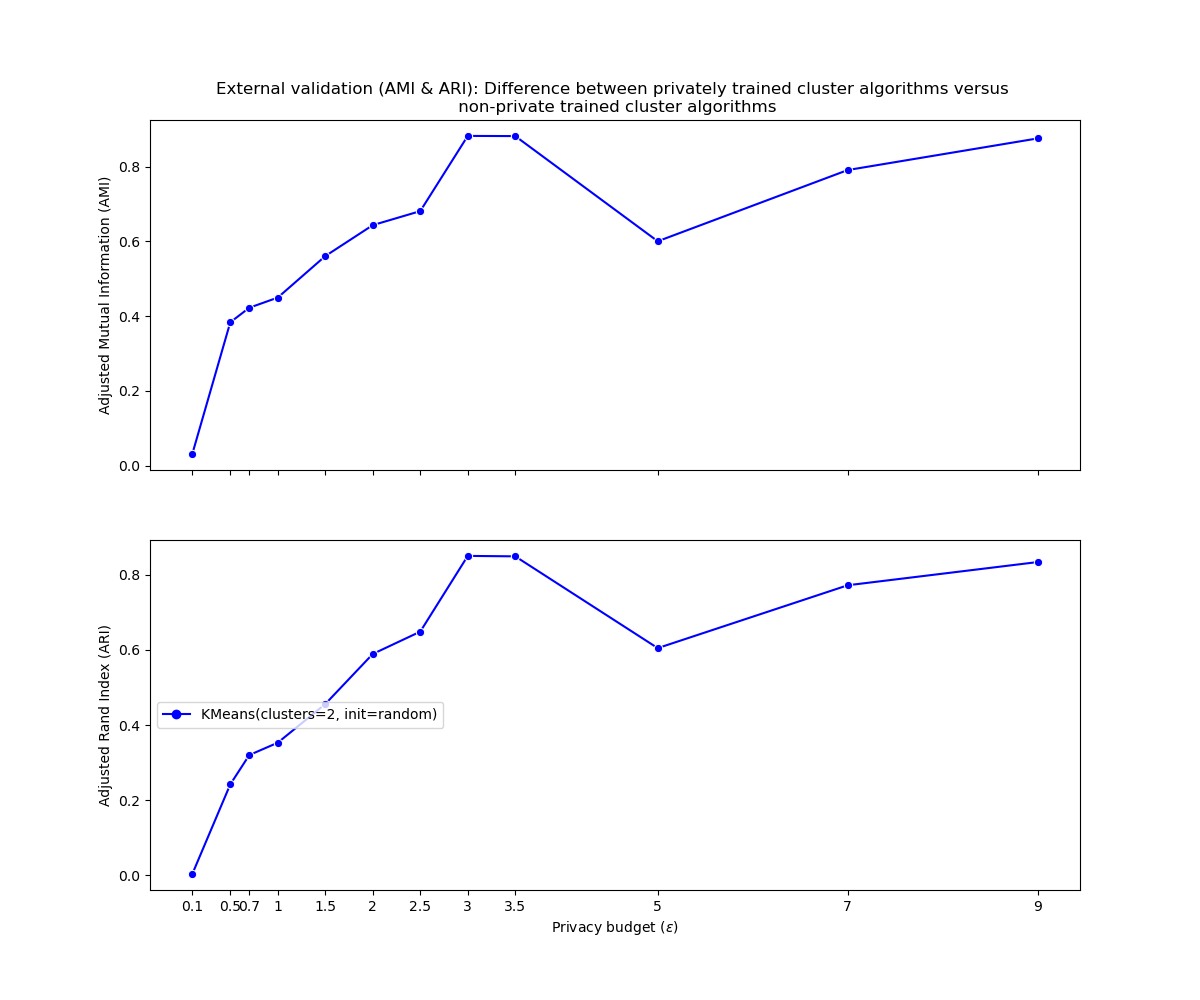 External validation (AMI & ARI): Difference between privately trained cluster algorithms versus
non-private trained cluster algorithms
Adjusted Mutual Information (AMI)
0.8
0.6
0.4
0.2
0.0
Adjusted Rand Index (ARI)
0.8
0.6
0.4
0.2
0.0
KMeans(clusters=2, init=random)
0.1 0.5 0.7 1 1.5 2 2.5 3 3.5 5 7 9
Privacy budget (ε)